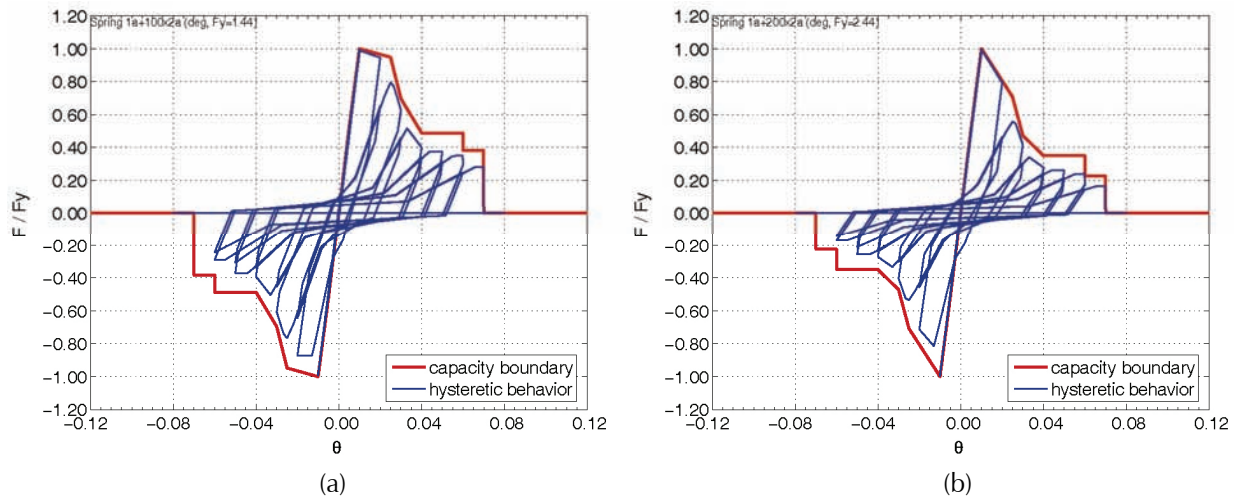 Spring 1a+100x2a (deg, Fy=1.44)
1.20
1.00
0.80
0.60
0.40
0.20
0.00
-0.20
-0.40
-0.60
-0.80
-1.00
-1.20
F / Fy
capacity boundary
hysteretic behavior
-0.12 -0.08 -0.04 0.00 0.04 0.08 0.12
θ
(a)
Spring 1a+200x2a (deg, Fy=2.44)
1.20
1.00
0.80
0.60
0.40
0.20
0.00
-0.20
-0.40
-0.60
-0.80
-1.00
-1.20
F / Fy
capacity boundary
hysteretic behavior
-0.12 -0.08 -0.04 0.00 0.04 0.08 0.12
θ
(b)